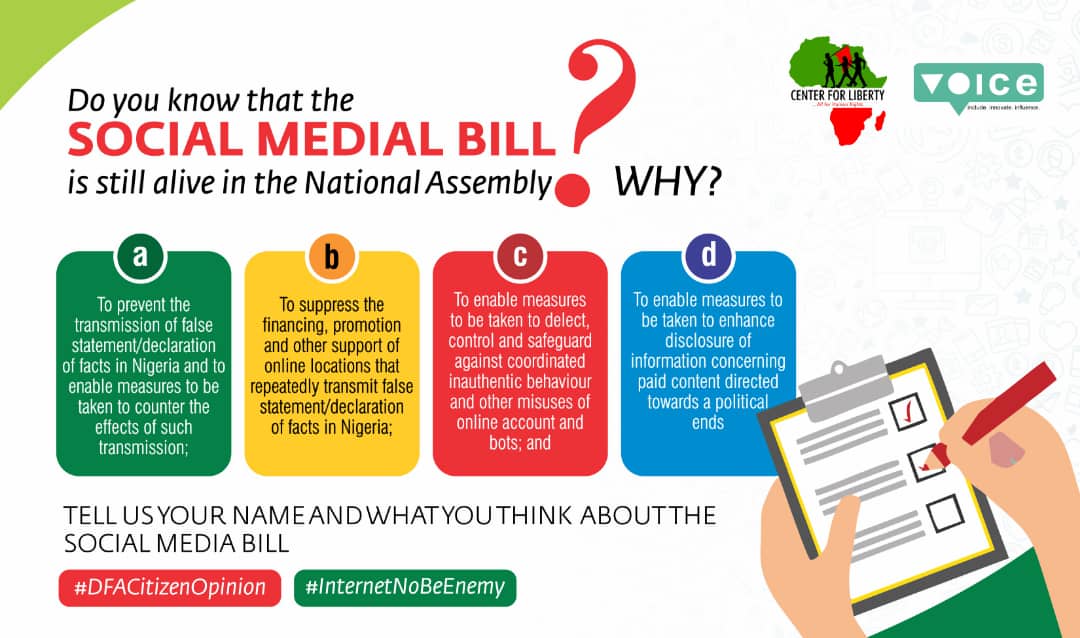 Do you know that the
SOCIAL MEDIAL BILL
is still alive in the National Assembly? WHY?
CENTER FOR LIBERTY
VOICE
include. innovate. influence.
a
To prevent the
transmission of false
statement/declaration
of facts in Nigeria and to
enable measures to be
taken to counter the
effects of such
transmission;
b
To suppress the
financing, promotion
and other support of
online locations that
repeatedly transmit false
statement/declaration
of facts in Nigeria;
c
To enable measures
to be taken to delect,
control and safeguard
against coordinated
inauthentic behaviour
and other misuses of
online account and
bots; and
d
To enable measures to
be taken to enhance
disclosure of
information concerning
paid content directed
towards a political
ends
TELL US YOUR NAME AND WHAT YOU THINK ABOUT THE
SOCIAL MEDIA BILL
#DFACitizenOpinion
#InternetNoBeEnemy